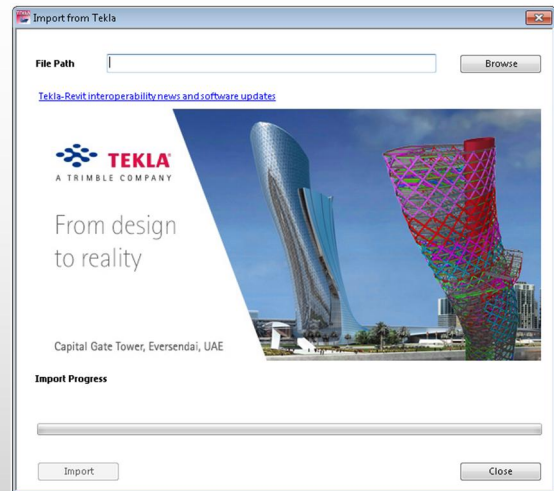 Import from Tekla
File Path
Browse
Tekla-Revit interoperability news and software updates
TEKLA
A TRIMBLE COMPANY
From design
to reality
Capital Gate Tower, Eversendai, UAE
Import Progress
Import
Close